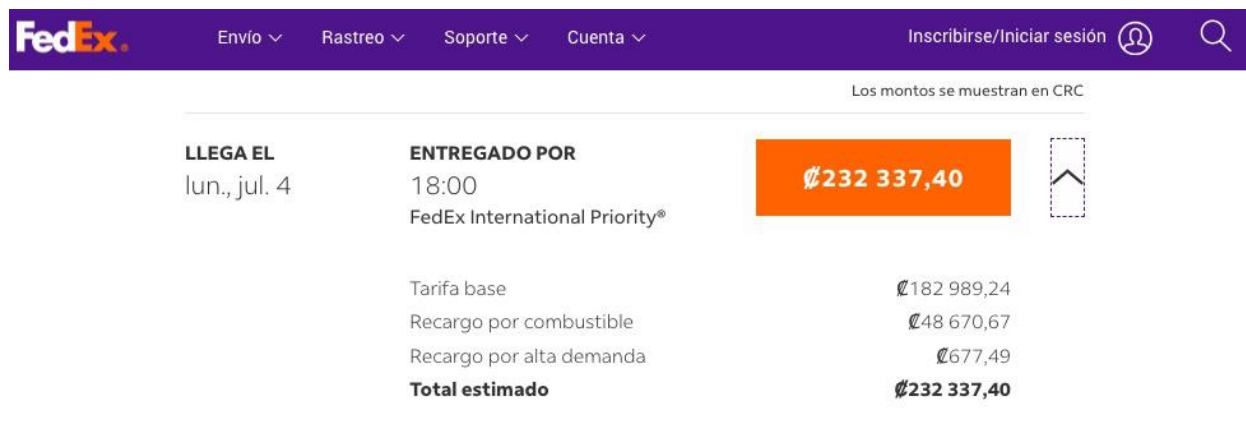 FedEx. Envío Rastreo Soporte Cuenta Inscribirse/Iniciar sesión
Los montos se muestran en CRC
LLEGA EL ENTREGADO POR
lun., jul. 4 18:00 ₡232 337,40
FedEx International Priority®
Tarifa base ₡182 989,24
Recargo por combustible ₡48 670,67
Recargo por alta demanda ₡677,49
Total estimado ₡232 337,40